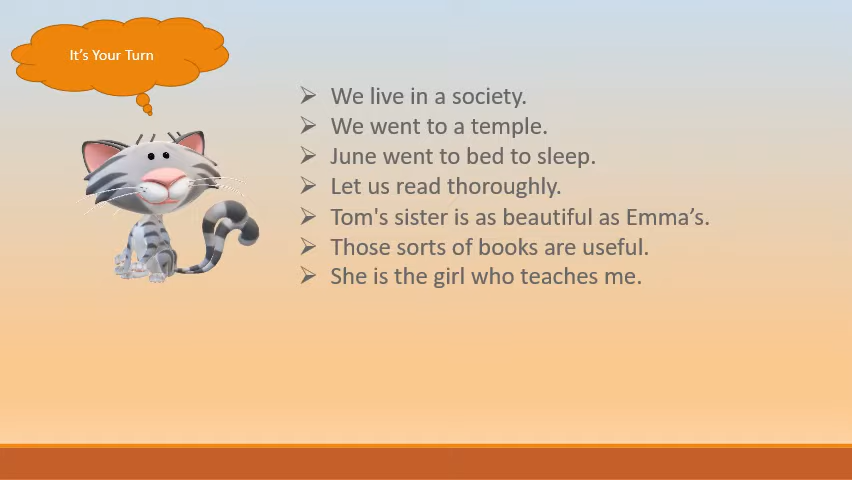 It's Your Turn
We live in a society.
We went to a temple.
June went to bed to sleep.
Let us read thoroughly.
Tom's sister is as beautiful as Emma’s.
Those sorts of books are useful.
She is the girl who teaches me.